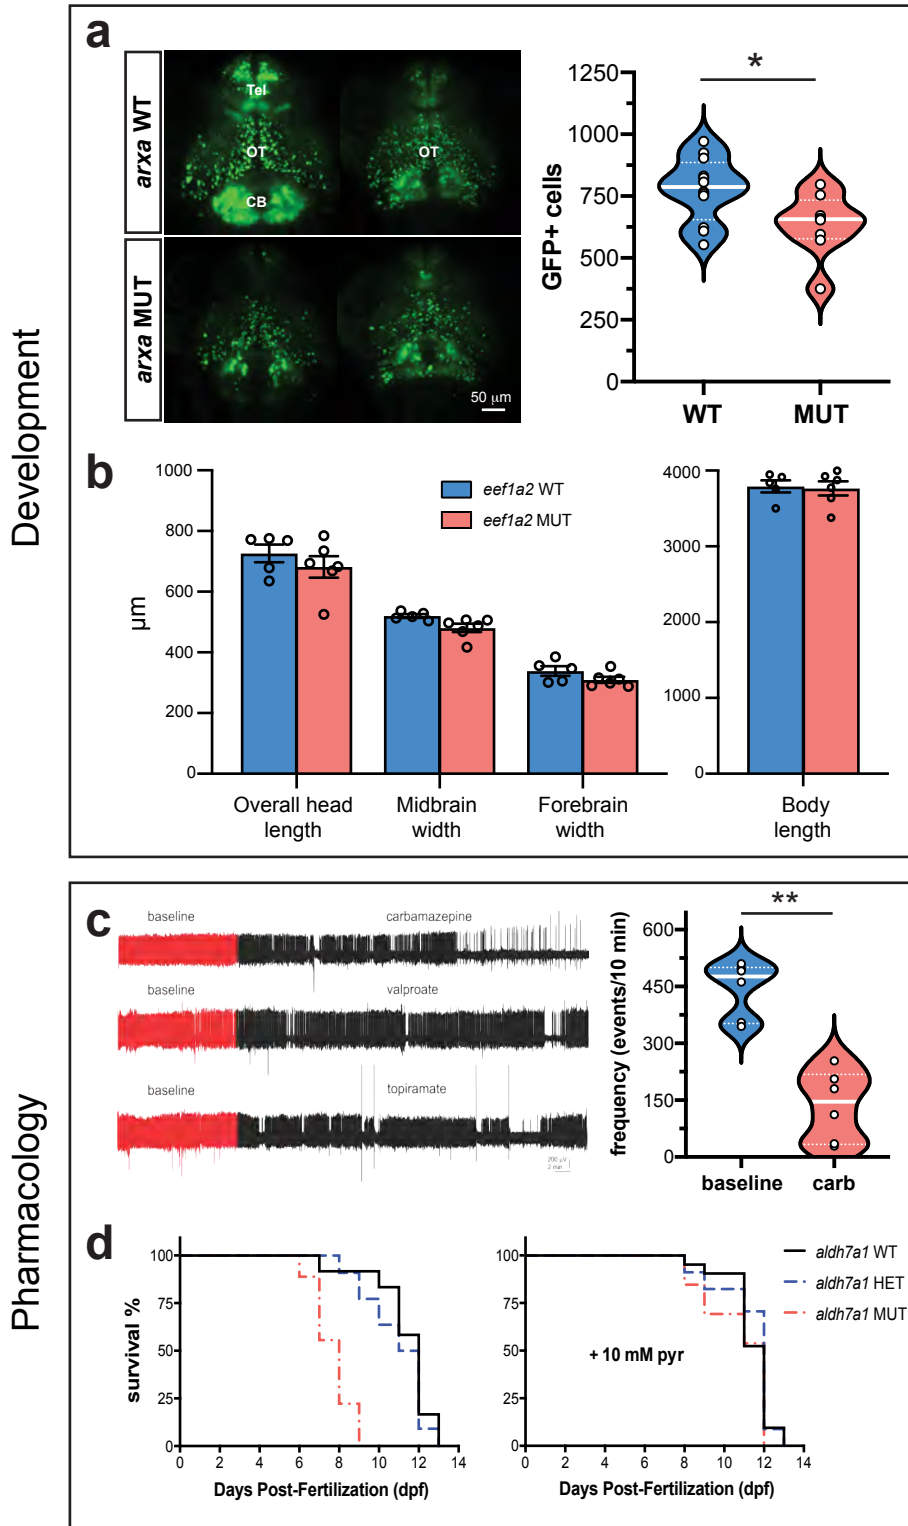 Development
a
arxa WT
arxa MUT
Tel
OT
CB
OT
50 μm
GFP+ cells
1250
1000
750
500
250
0
*
WT
MUT
b
μm
1000
800
600
400
200
0
eef1a2 WT
eef1a2 MUT
Overall head
length
Midbrain
width
Forebrain
width
4000
3000
2000
1000
0
Body
length
Pharmacology
c
baseline
carbamazepine
baseline
valproate
baseline
topiramate
200 μV
2 min
frequency (events/10 min)
600
450
300
150
0
**
baseline
carb
d
survival %
100
75
50
25
0
0 2 4 6 8 10 12 14
Days Post-Fertilization (dpf)
100
75
50
25
0
+ 10 mM pyr
0 2 4 6 8 10 12 14
Days Post-Fertilization (dpf)
aldh7a1 WT
aldh7a1 HET
aldh7a1 MUT